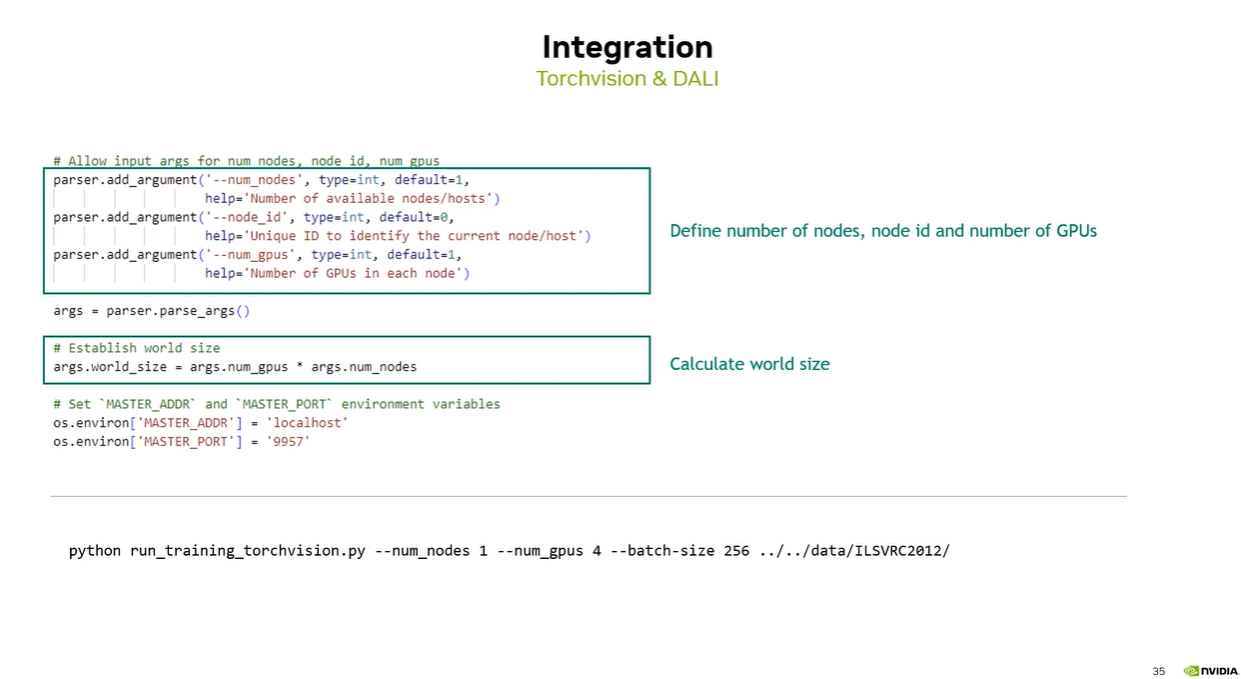 Integration
Torchvision & DALI
# Allow input args for num nodes, node id, num gpus
parser.add_argument('--num_nodes', type=int, default=1,
help='Number of available nodes/hosts')
parser.add_argument('--node_id', type=int, default=0,
help='Unique ID to identify the current node/host')
parser.add_argument('--num_gpus', type=int, default=1,
help='Number of GPUs in each node')
Define number of nodes, node id and number of GPUs
args = parser.parse_args()
# Establish world size
args.world_size = args.num_gpus * args.num_nodes
Calculate world size
# Set `MASTER_ADDR` and `MASTER_PORT` environment variables
os.environ['MASTER_ADDR'] = 'localhost'
os.environ['MASTER_PORT'] = '9957'
python run_training_torchvision.py --num_nodes 1 --num_gpus 4 --batch-size 256 ../../data/ILSVRC2012/
35
NVIDIA